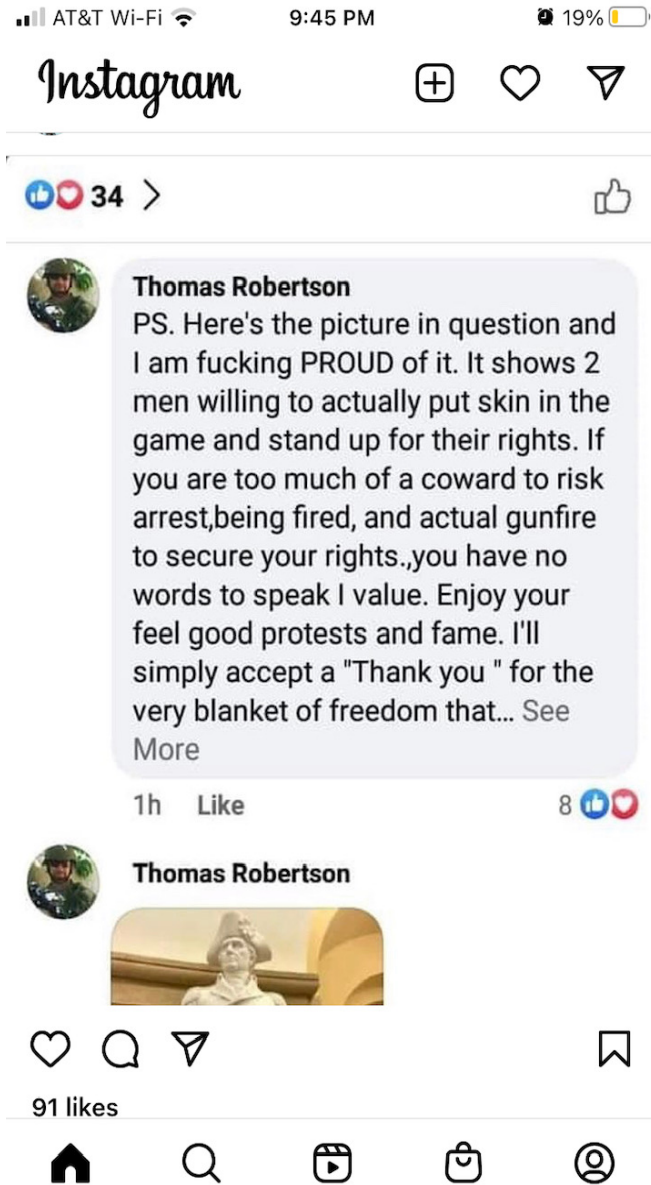 AT&T Wi-Fi 9:45 PM 19%
Instagram
34
Thomas Robertson
PS. Here's the picture in question and
I am fucking PROUD of it. It shows 2
men willing to actually put skin in the
game and stand up for their rights. If
you are too much of a coward to risk
arrest,being fired, and actual gunfire
to secure your rights.,you have no
words to speak I value. Enjoy your
feel good protests and fame. I'll
simply accept a "Thank you " for the
very blanket of freedom that... See
More
1h Like 8
Thomas Robertson
91 likes